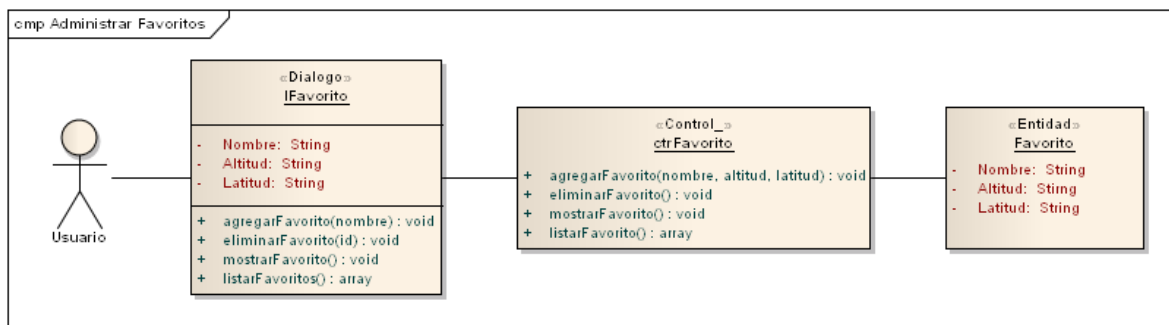 cmp Administrar Favoritos
«Dialogo»
IFavorito
- Nombre: String
- Altitud: String
- Latitud: String
+ agregarFavorito(nombre) : void
+ eliminarFavorito(id) : void
+ mostrarFavorito() : void
+ listarFavoritos() : array
Usuario
«Control_»
ctrFavorito
+ agregarFavorito(nombre, altitud, latitud) : void
+ eliminarFavorito() : void
+ mostrarFavorito() : void
+ listarFavorito() : array
«Entidad»
Favorito
- Nombre: String
- Altitud: Stirng
- Latitud: String